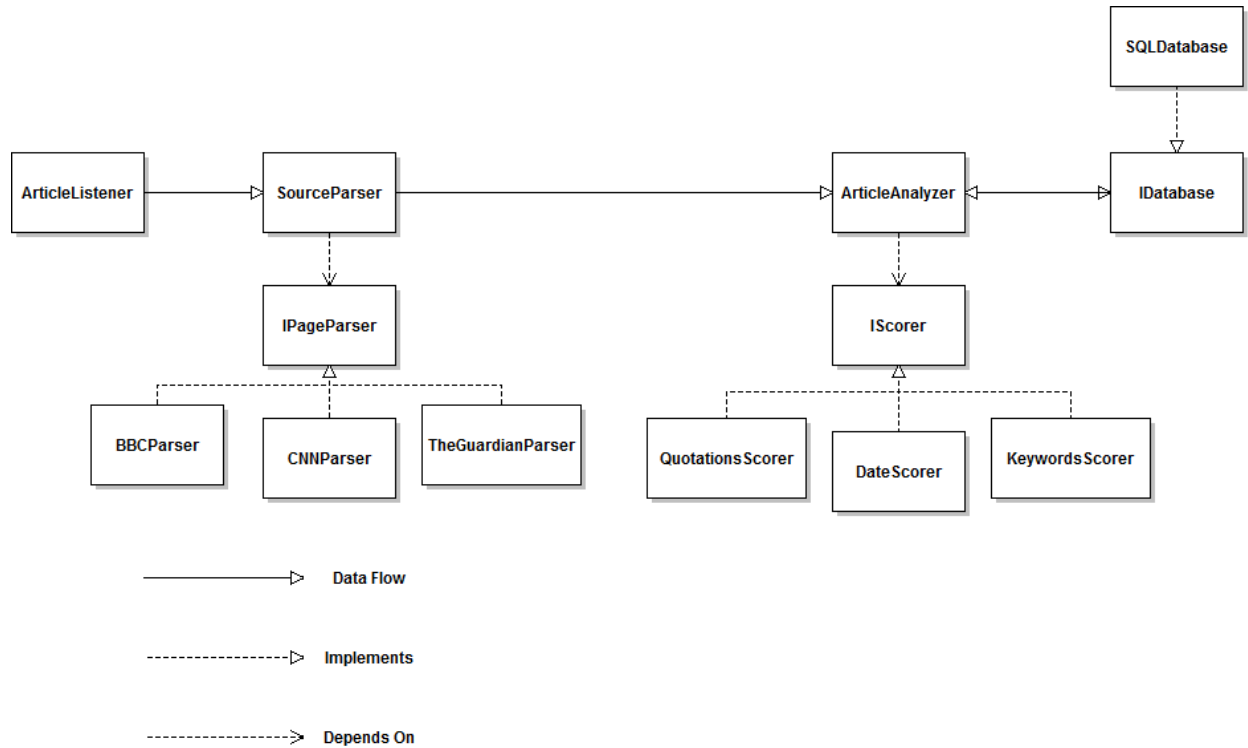 SQLDatabase
ArticleListener
SourceParser
ArticleAnalyzer
IDatabase
IPageParser
IScorer
BBCParser
CNNParser
TheGuardianParser
QuotationsScorer
DateScorer
KeywordsScorer
Data Flow
Implements
Depends On